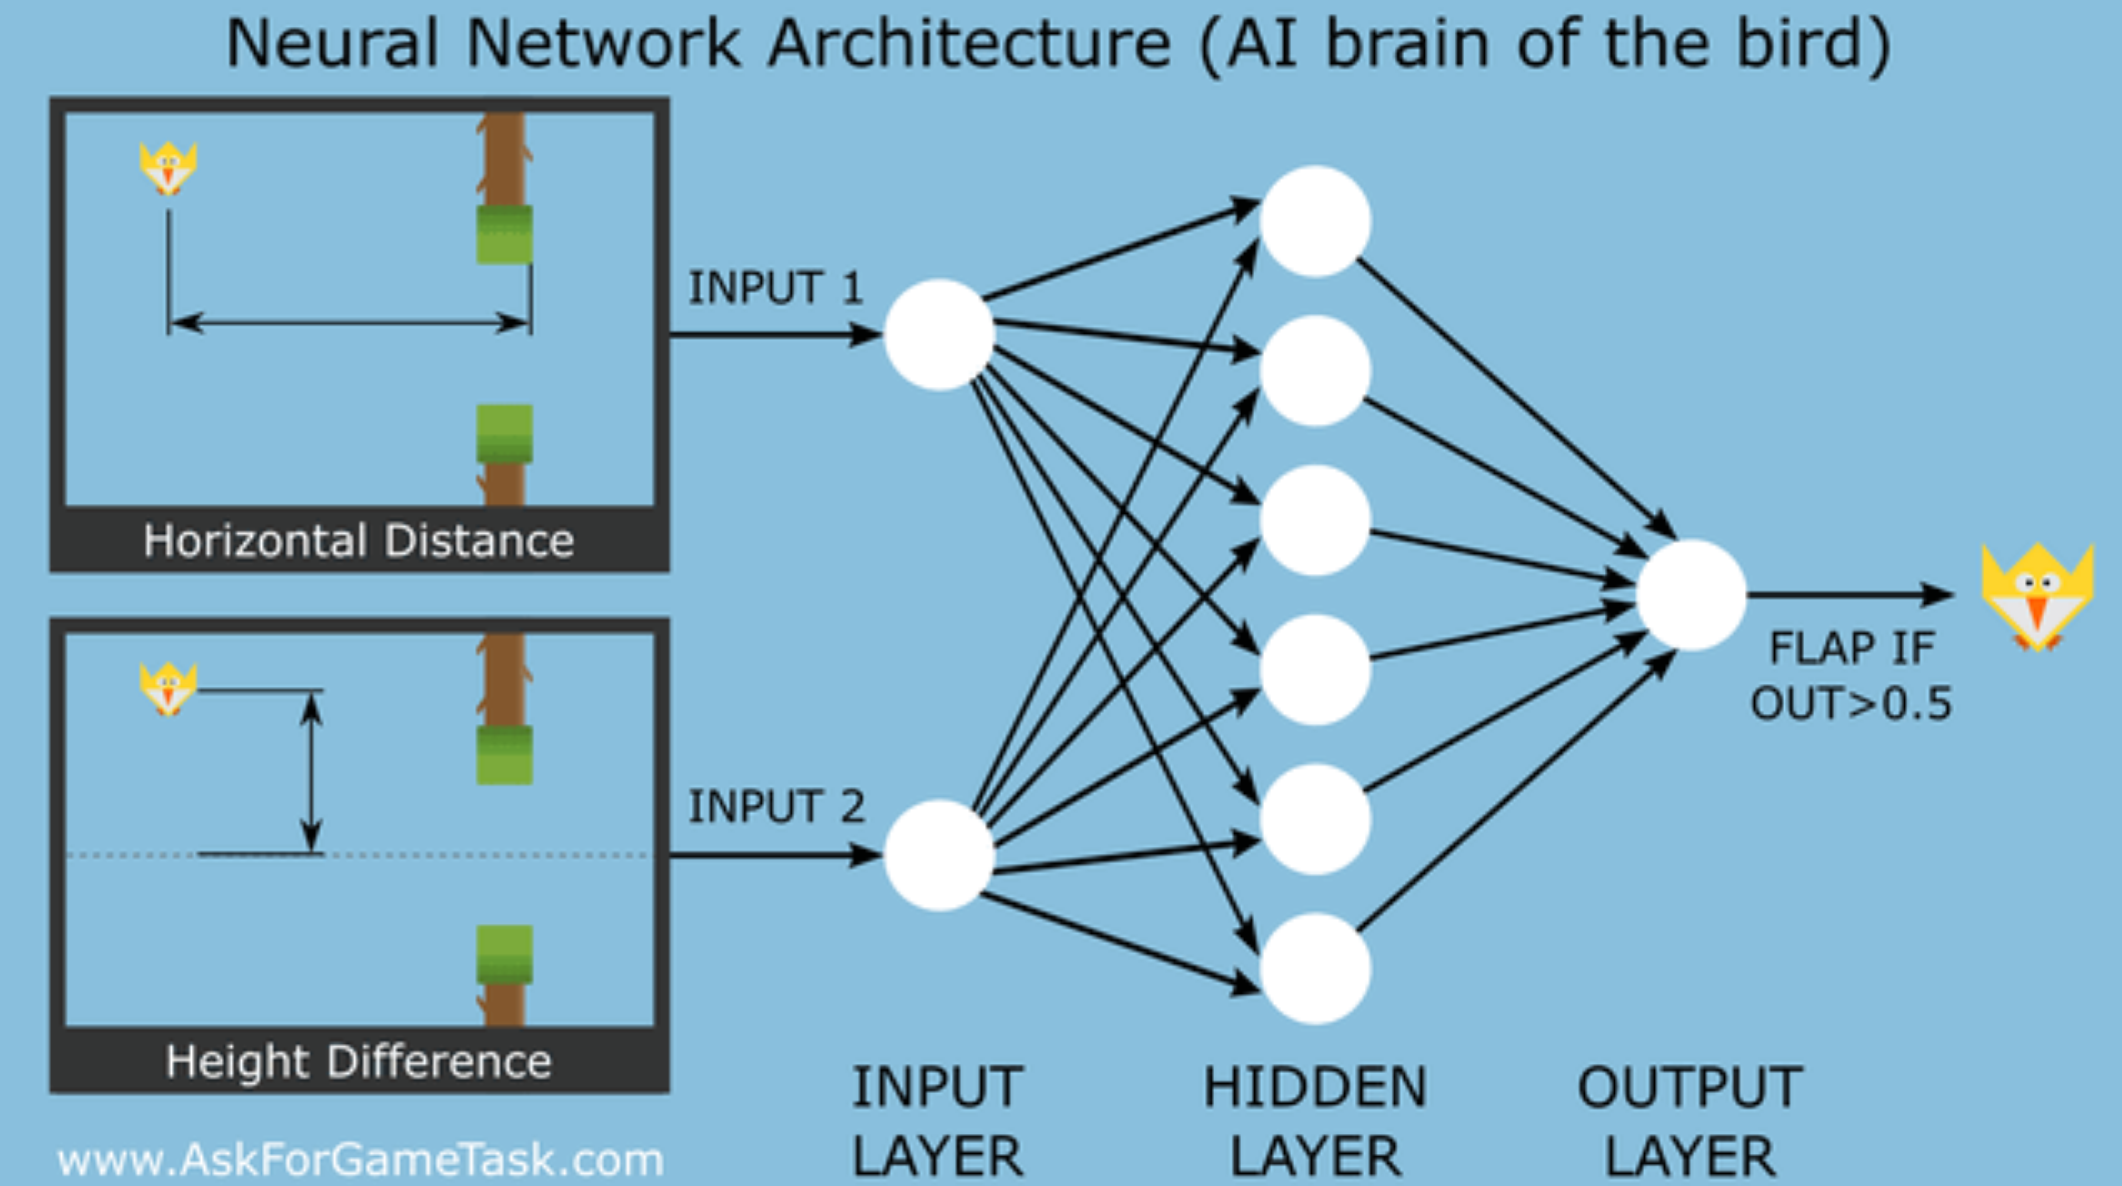 Neural Network Architecture (AI brain of the bird)
Horizontal Distance
INPUT 1
Height Difference
INPUT 2
FLAP IF
OUT>0.5
INPUT
LAYER
HIDDEN
LAYER
OUTPUT
LAYER
www.AskForGameTask.com